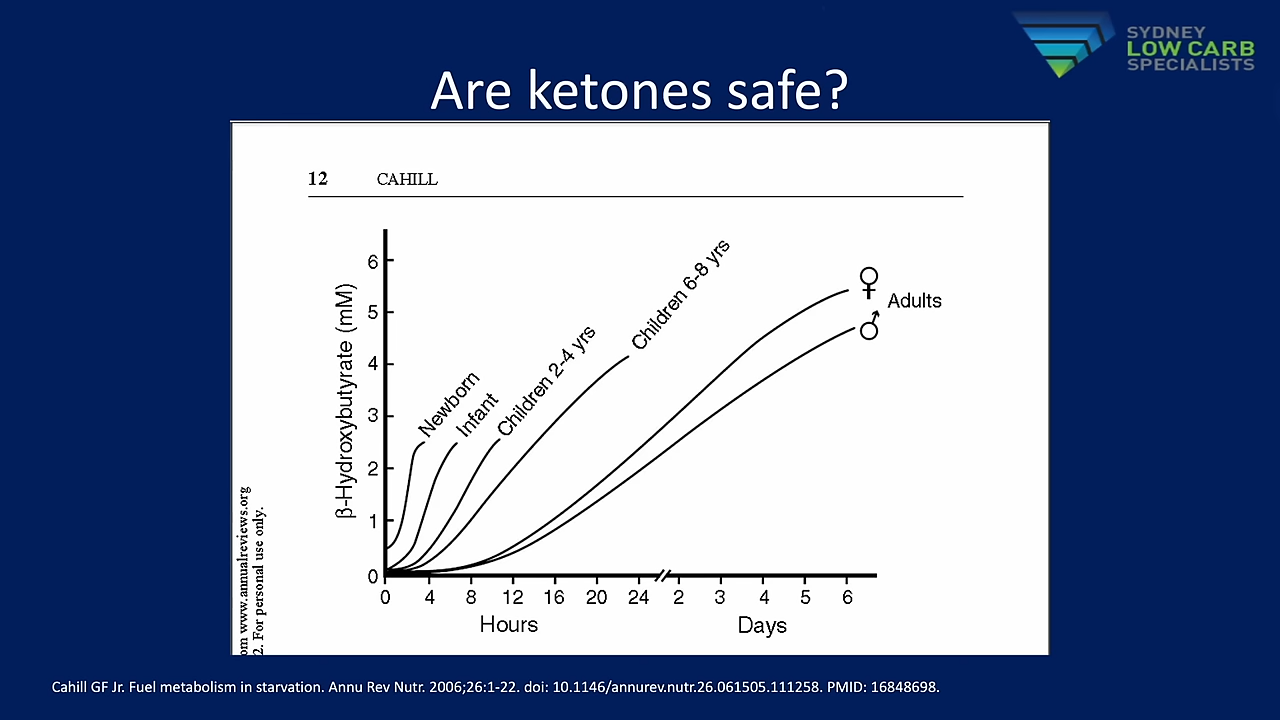 SYDNEY
LOW CARB
SPECIALISTS
Are ketones safe?
12 CAHILL
β-Hydroxybutyrate (mM)
6
5
4
3
2
1
0
Newborn
Infant
Children 2-4 yrs
Children 6-8 yrs
♀
Adults
♂
0 4 8 12 16 20 24 2 3 4 5 6
Hours Days
om www.annualreviews.org
2. For personal use only.
Cahill GF Jr. Fuel metabolism in starvation. Annu Rev Nutr. 2006;26:1-22. doi: 10.1146/annurev.nutr.26.061505.111258. PMID: 16848698.